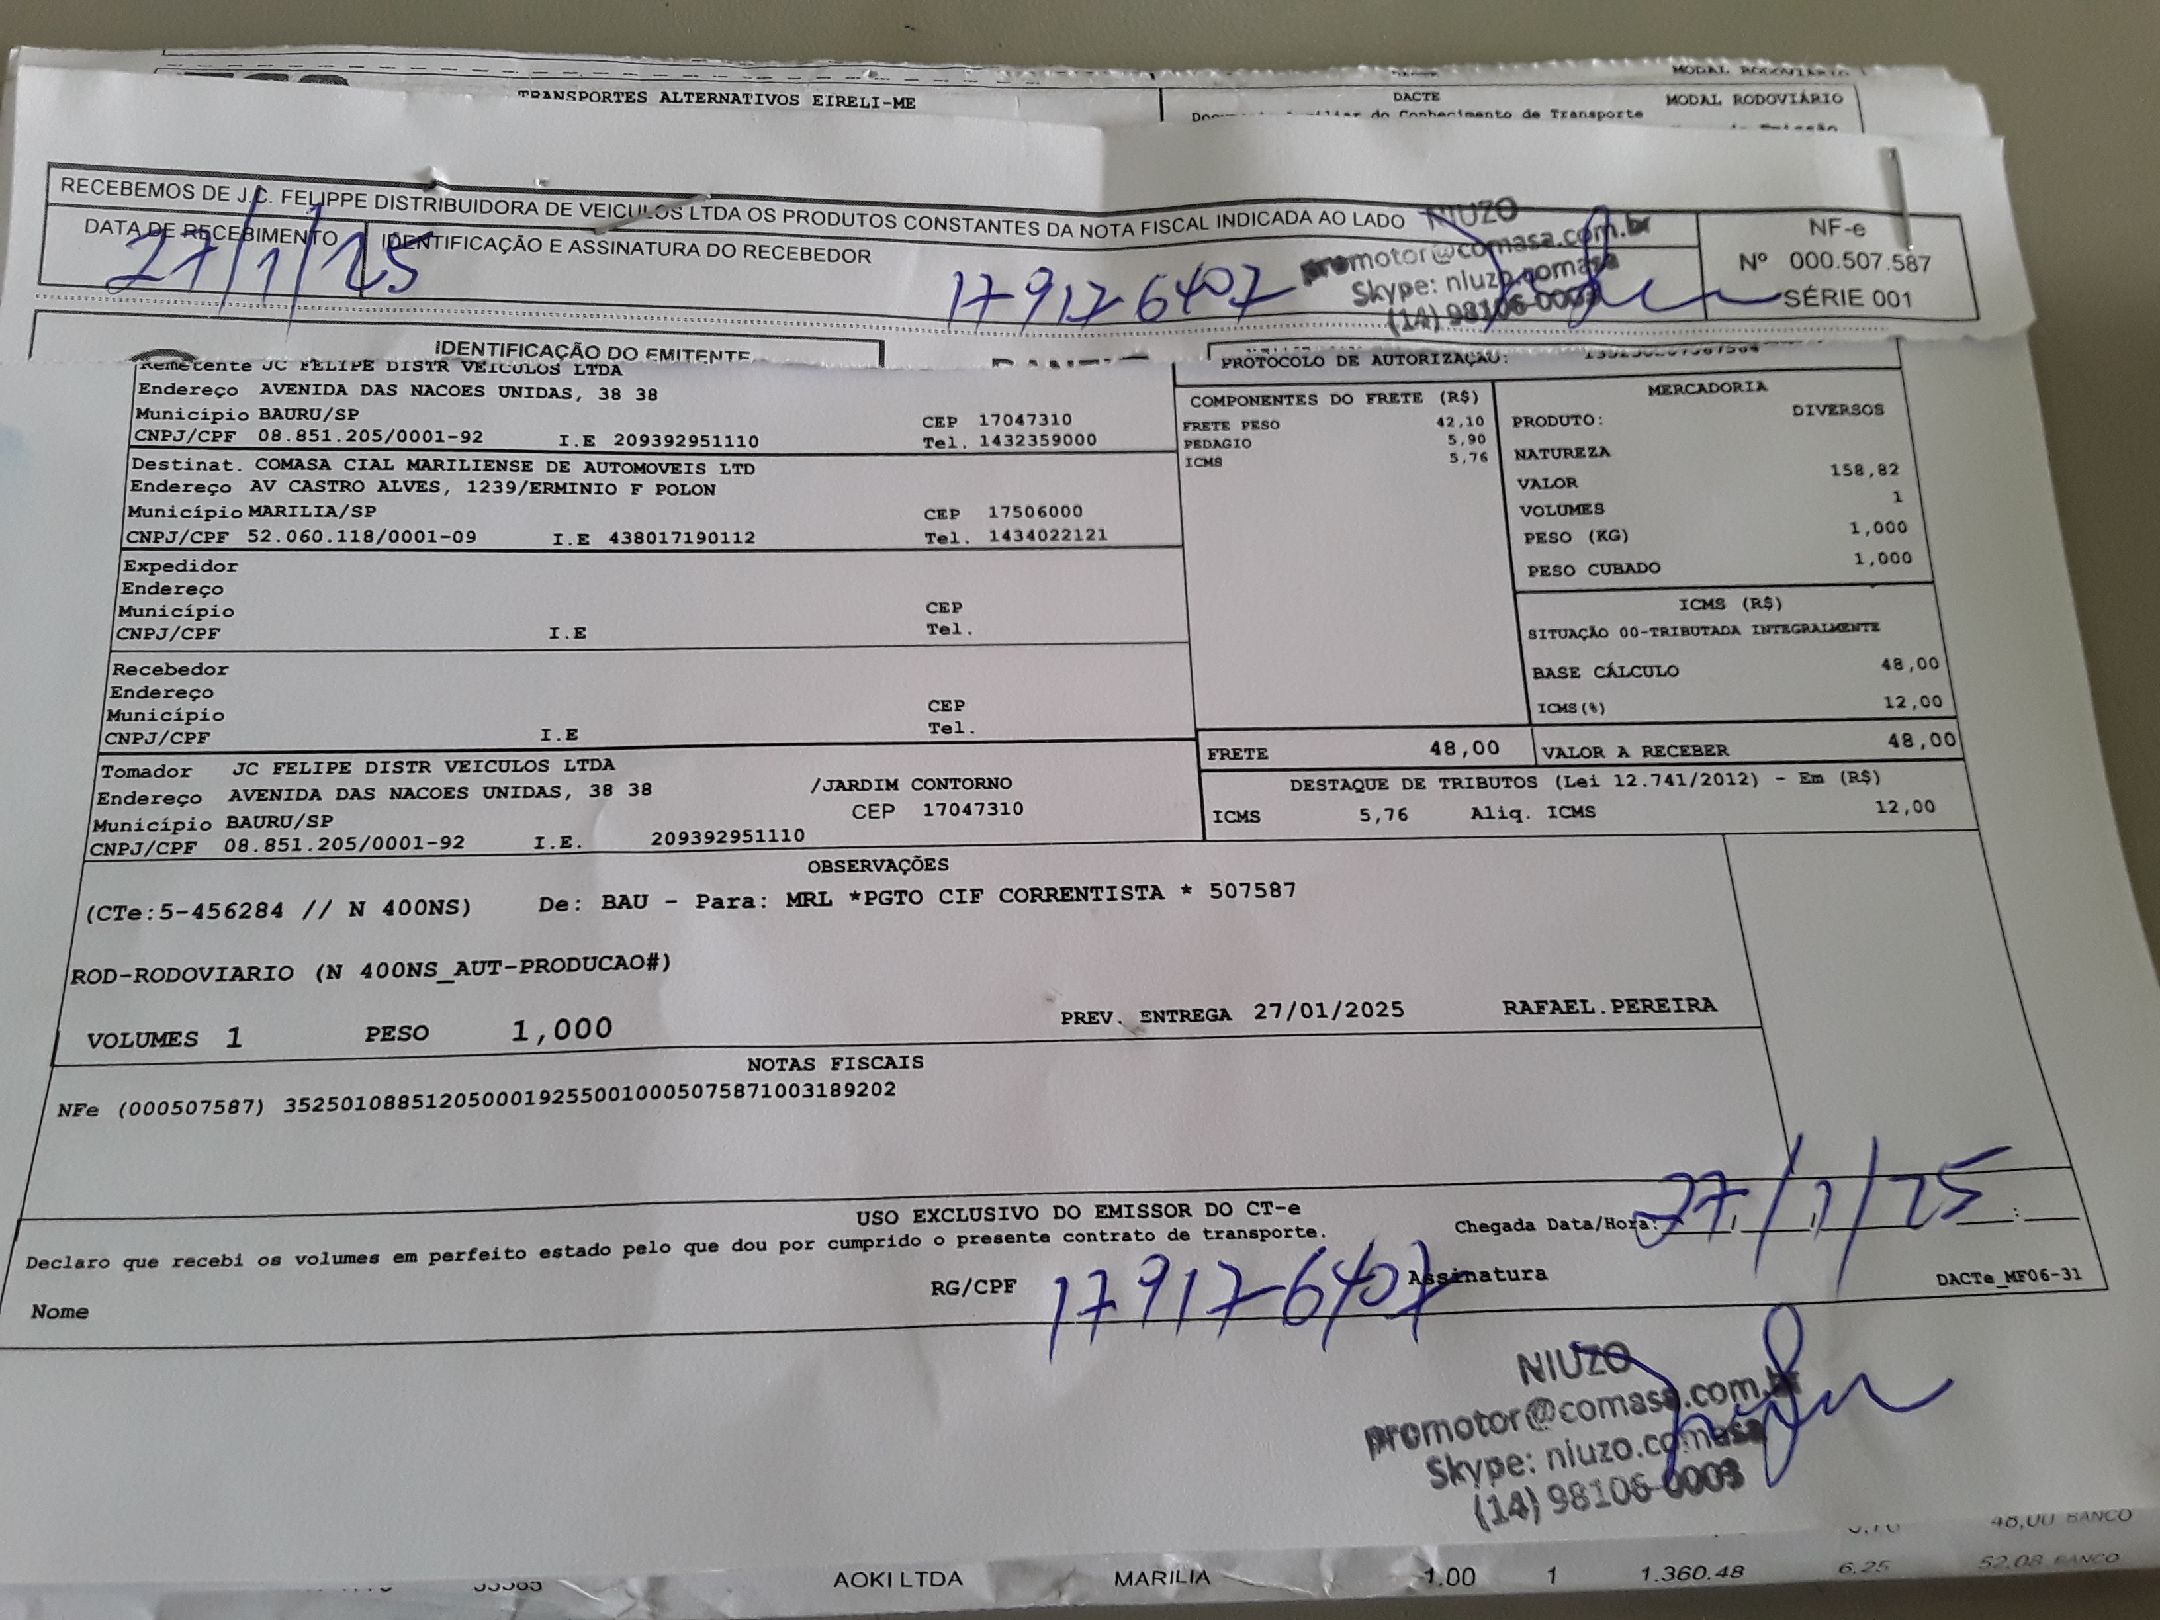 MODAL RODOVIÁRIO
TRANSPORTES ALTERNATIVOS EIRELI-ME
DACTE
MODAL RODOVIÁRIO
Documento Auxiliar do Conhecimento de Transporte
RECEBEMOS DE J.C. FELIPPE DISTRIBUIDORA DE VEICULOS LTDA OS PRODUTOS CONSTANTES DA NOTA FISCAL INDICADA AO LADO
DATA DE RECEBIMENTO
IDENTIFICAÇÃO E ASSINATURA DO RECEBEDOR
27/1/25
179176407
NIUZO
promotor@comasa.com.br
Skype: niuzo.comasa
(14) 98106-0003
NF-e
Nº 000.507.587
SÉRIE 001
IDENTIFICAÇÃO DO EMITENTE
PROTOCOLO DE AUTORIZAÇÃO:
Remetente JC FELIPE DISTR VEICULOS LTDA
Endereço AVENIDA DAS NACOES UNIDAS, 38 38
Município BAURU/SP CEP 17047310
CNPJ/CPF 08.851.205/0001-92 I.E 209392951110 Tel. 1432359000
Destinat. COMASA CIAL MARILIENSE DE AUTOMOVEIS LTD
Endereço AV CASTRO ALVES, 1239/ERMINIO F POLON
Município MARILIA/SP CEP 17506000
CNPJ/CPF 52.060.118/0001-09 I.E 438017190112 Tel. 1434022121
Expedidor
Endereço
Município CEP
CNPJ/CPF I.E Tel.
Recebedor
Endereço
Município CEP
CNPJ/CPF I.E Tel.
Tomador JC FELIPE DISTR VEICULOS LTDA
Endereço AVENIDA DAS NACOES UNIDAS, 38 38 /JARDIM CONTORNO
Município BAURU/SP CEP 17047310
CNPJ/CPF 08.851.205/0001-92 I.E. 209392951110
COMPONENTES DO FRETE (R$)
FRETE PESO 42,10
PEDAGIO 5,90
ICMS 5,76
MERCADORIA
PRODUTO: DIVERSOS
NATUREZA
VALOR 158,82
VOLUMES 1
PESO (KG) 1,000
PESO CUBADO 1,000
ICMS (R$)
SITUAÇÃO 00-TRIBUTADA INTEGRALMENTE
BASE CÁLCULO 48,00
ICMS(%) 12,00
FRETE 48,00 VALOR A RECEBER 48,00
DESTAQUE DE TRIBUTOS (Lei 12.741/2012) - Em (R$)
ICMS 5,76 Aliq. ICMS 12,00
OBSERVAÇÕES
(CTe:5-456284 // N 400NS) De: BAU - Para: MRL *PGTO CIF CORRENTISTA * 507587
ROD-RODOVIARIO (N 400NS_AUT-PRODUCAO#)
VOLUMES 1 PESO 1,000 PREV. ENTREGA 27/01/2025 RAFAEL.PEREIRA
NOTAS FISCAIS
NFe (000507587) 35250108851205000192550010005075871003189202
USO EXCLUSIVO DO EMISSOR DO CT-e
Declaro que recebi os volumes em perfeito estado pelo que dou por cumprido o presente contrato de transporte.
Chegada Data/Hora: 27/1/25
Nome RG/CPF 179176407 Assinatura DACTe_MF06-31
NIUZO
promotor@comasa.com.br
Skype: niuzo.comasa
(14) 98106-0003
48,00 BANCO
AOKI LTDA MARILIA 1.00 1 1.360.48 6.25 52.08 BANCO